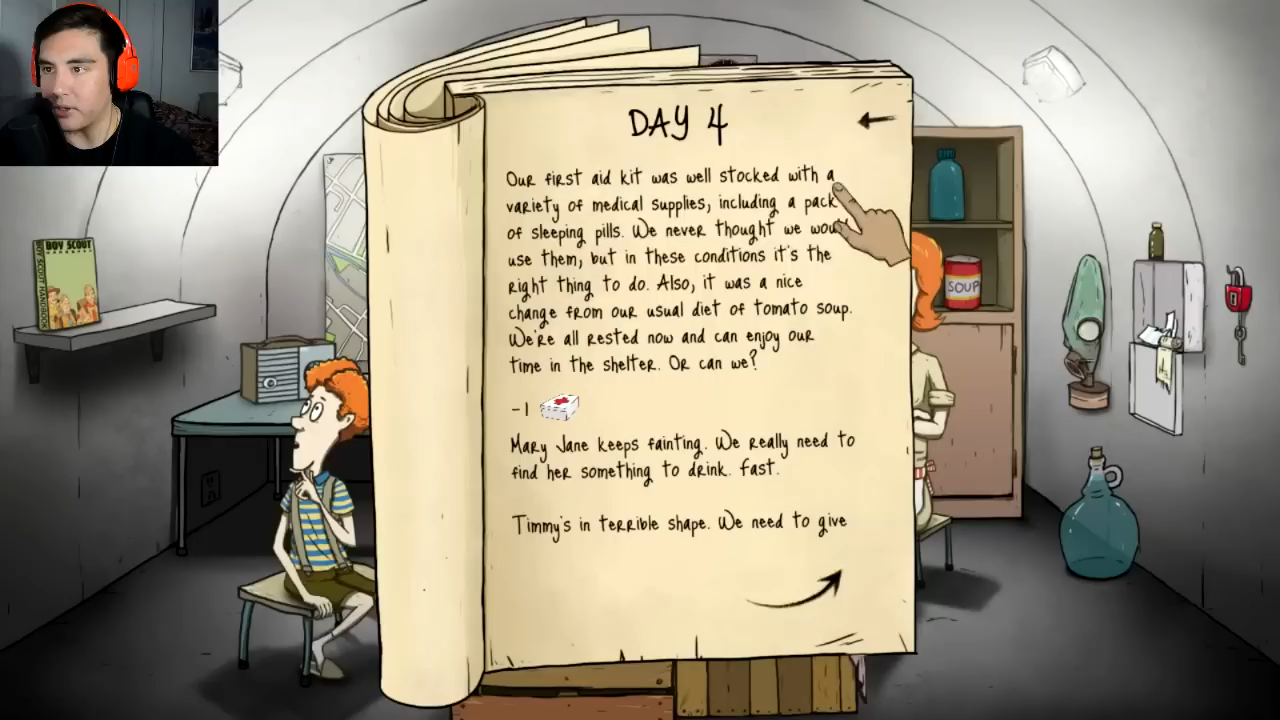 DAY 4
Our first aid kit was well stocked with a
variety of medical supplies, including a pack
of sleeping pills. We never thought we wou
use them, but in these conditions it's the
right thing to do. Also, it was a nice
change from our usual diet of tomato soup.
We're all rested now and can enjoy our
time in the shelter. Or can we?
-1
Mary Jane keeps fainting. We really need to
find her something to drink. Fast.
Timmy's in terrible shape. We need to give
BOY SCOUT
BOY SCOUT HANDBOOK
SOUP